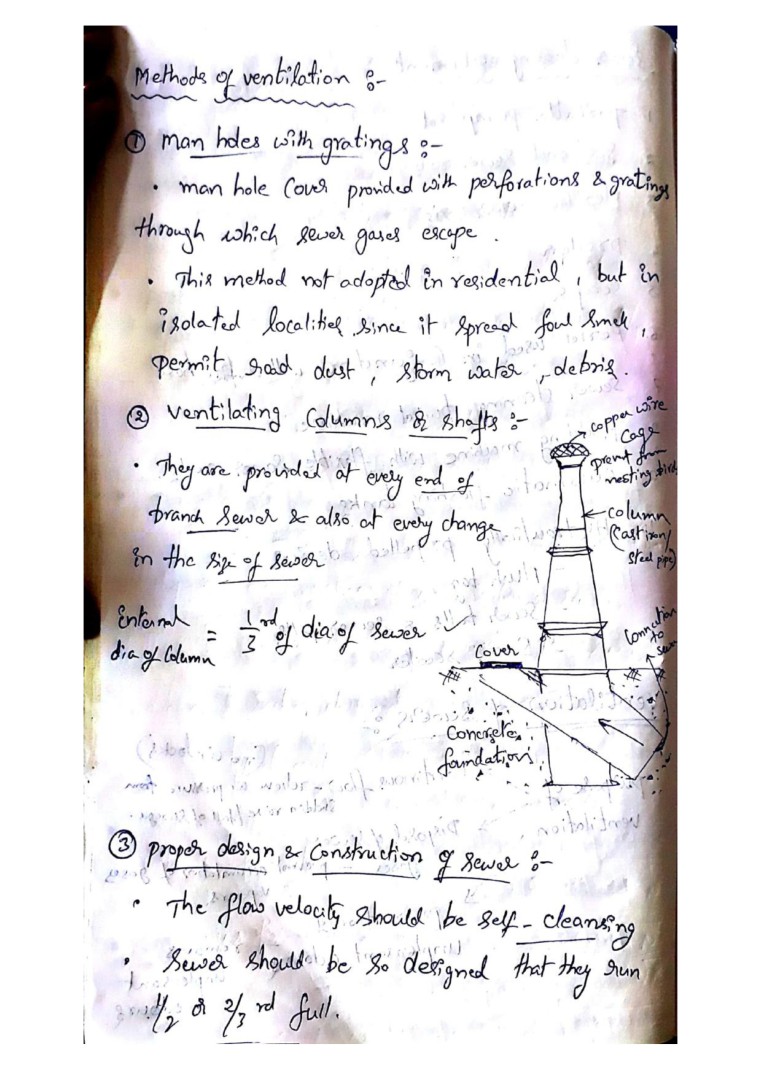 Methods of ventilation :-
① man holes with gratings :-
• man hole cover provided with perforations & gratings
through which sewer gases escape.
• This method not adopted in residential, but in
isolated localities since it spread foul smell,
permit road, dust, storm water, debris.
② ventilating columns & shafts :-
• They are provided at every end of
branch sewer & also at every change
in the size of sewer
Internal
dia of column = 1/3 rd of dia. of sewer ✓
copper wire
cage
prevent from
nesting bird
column
(cast iron/
steel pipe)
Connection
to
sewer
cover
Concrete
foundation
③ proper design & construction of sewer :-
• The flow velocity should be self-cleansing
• Sewer should be so designed that they run
1/2 or 2/3 rd full.